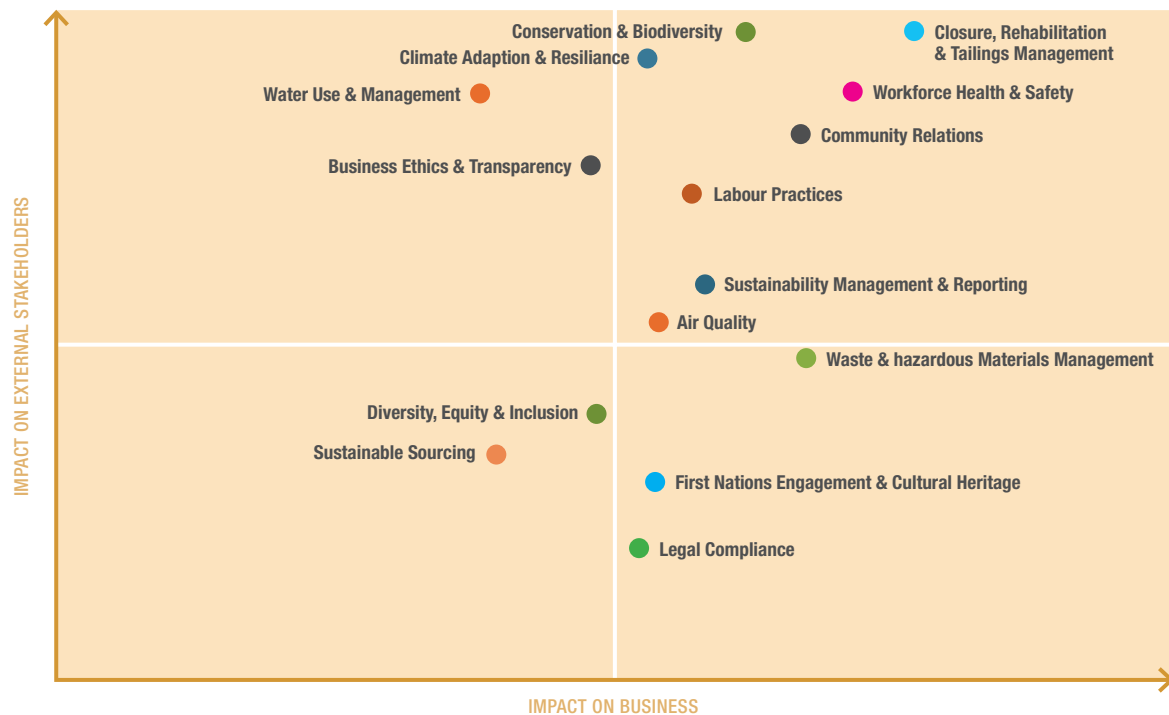 Conservation & Biodiversity
Closure, Rehabilitation
& Tailings Management
Climate Adaption & Resiliance
Water Use & Management
Workforce Health & Safety
Community Relations
Business Ethics & Transparency
Labour Practices
Sustainability Management & Reporting
Air Quality
Waste & hazardous Materials Management
Diversity, Equity & Inclusion
Sustainable Sourcing
First Nations Engagement & Cultural Heritage
Legal Compliance
IMPACT ON EXTERNAL STAKEHOLDERS
IMPACT ON BUSINESS